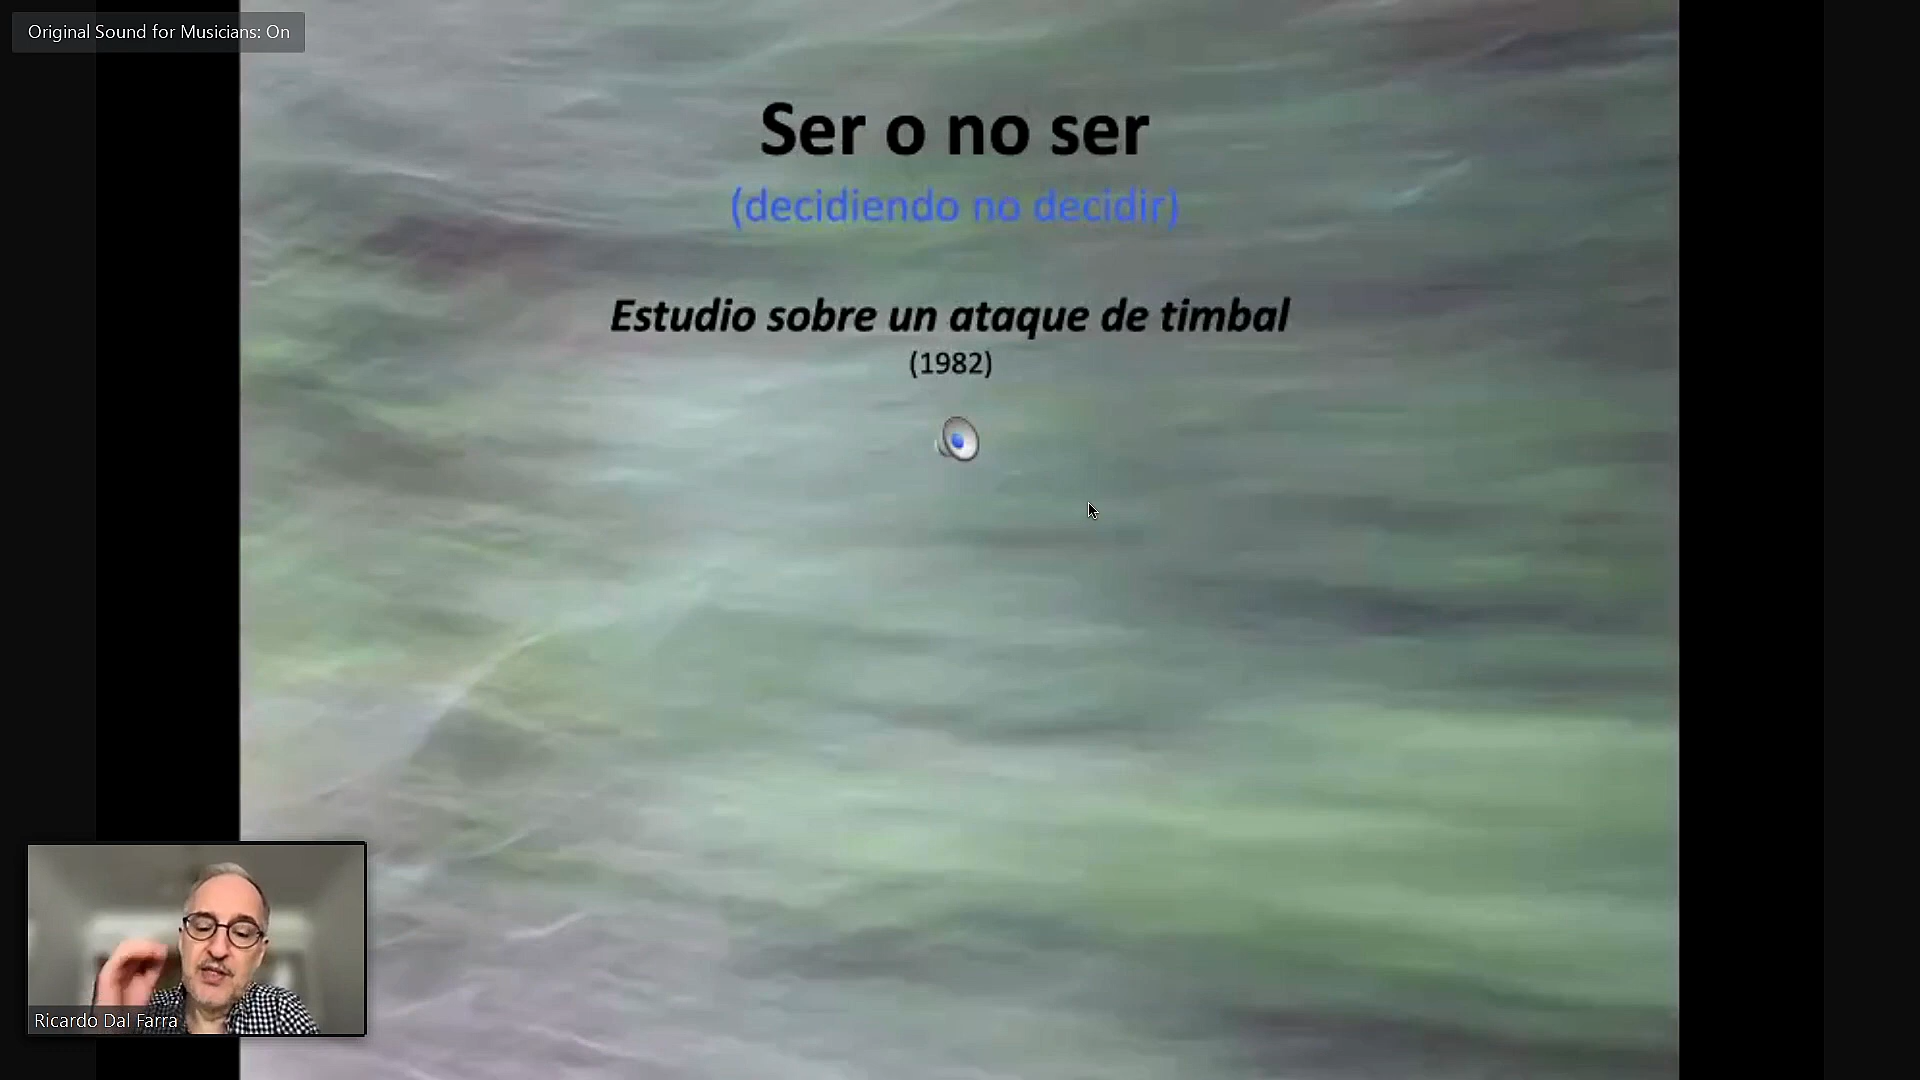 Original Sound for Musicians: On
Ser o no ser
(decidiendo no decidir)
Estudio sobre un ataque de timbal
(1982)
Ricardo Dal Farra